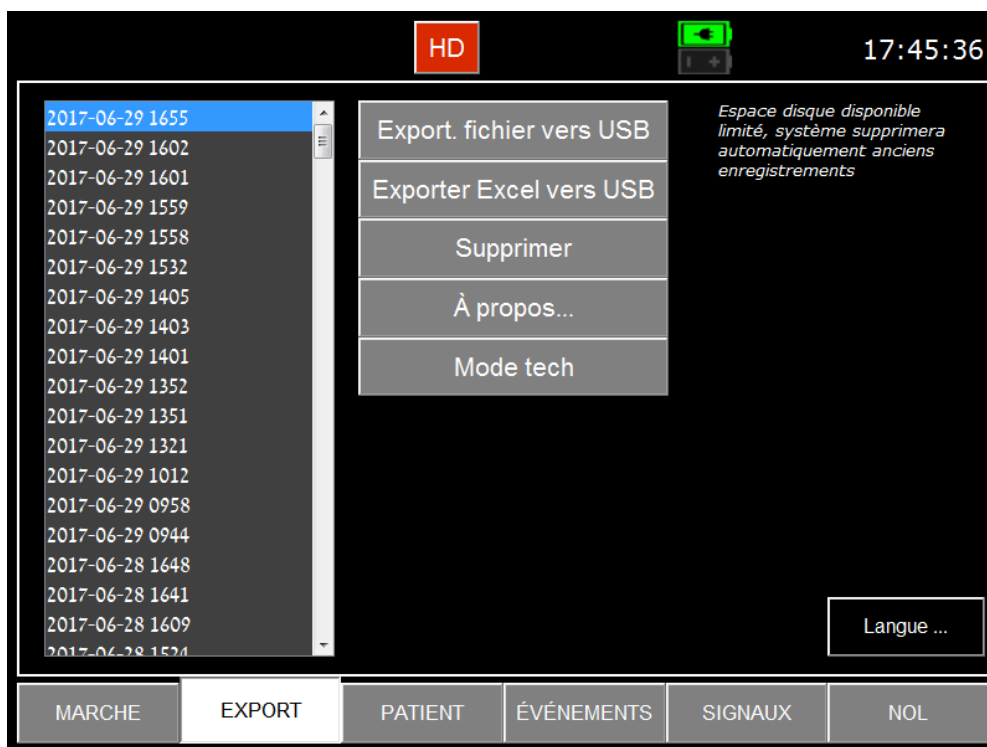 HD
17:45:36
2017-06-29 1655
2017-06-29 1602
2017-06-29 1601
2017-06-29 1559
2017-06-29 1558
2017-06-29 1532
2017-06-29 1405
2017-06-29 1403
2017-06-29 1401
2017-06-29 1352
2017-06-29 1351
2017-06-29 1321
2017-06-29 1012
2017-06-29 0958
2017-06-29 0944
2017-06-28 1648
2017-06-28 1641
2017-06-28 1609
2017-06-28 1524
Export. fichier vers USB
Exporter Excel vers USB
Supprimer
À propos...
Mode tech
Espace disque disponible
limité, système supprimera
automatiquement anciens
enregistrements
Langue ...
MARCHE
EXPORT
PATIENT
ÉVÉNEMENTS
SIGNAUX
NOL